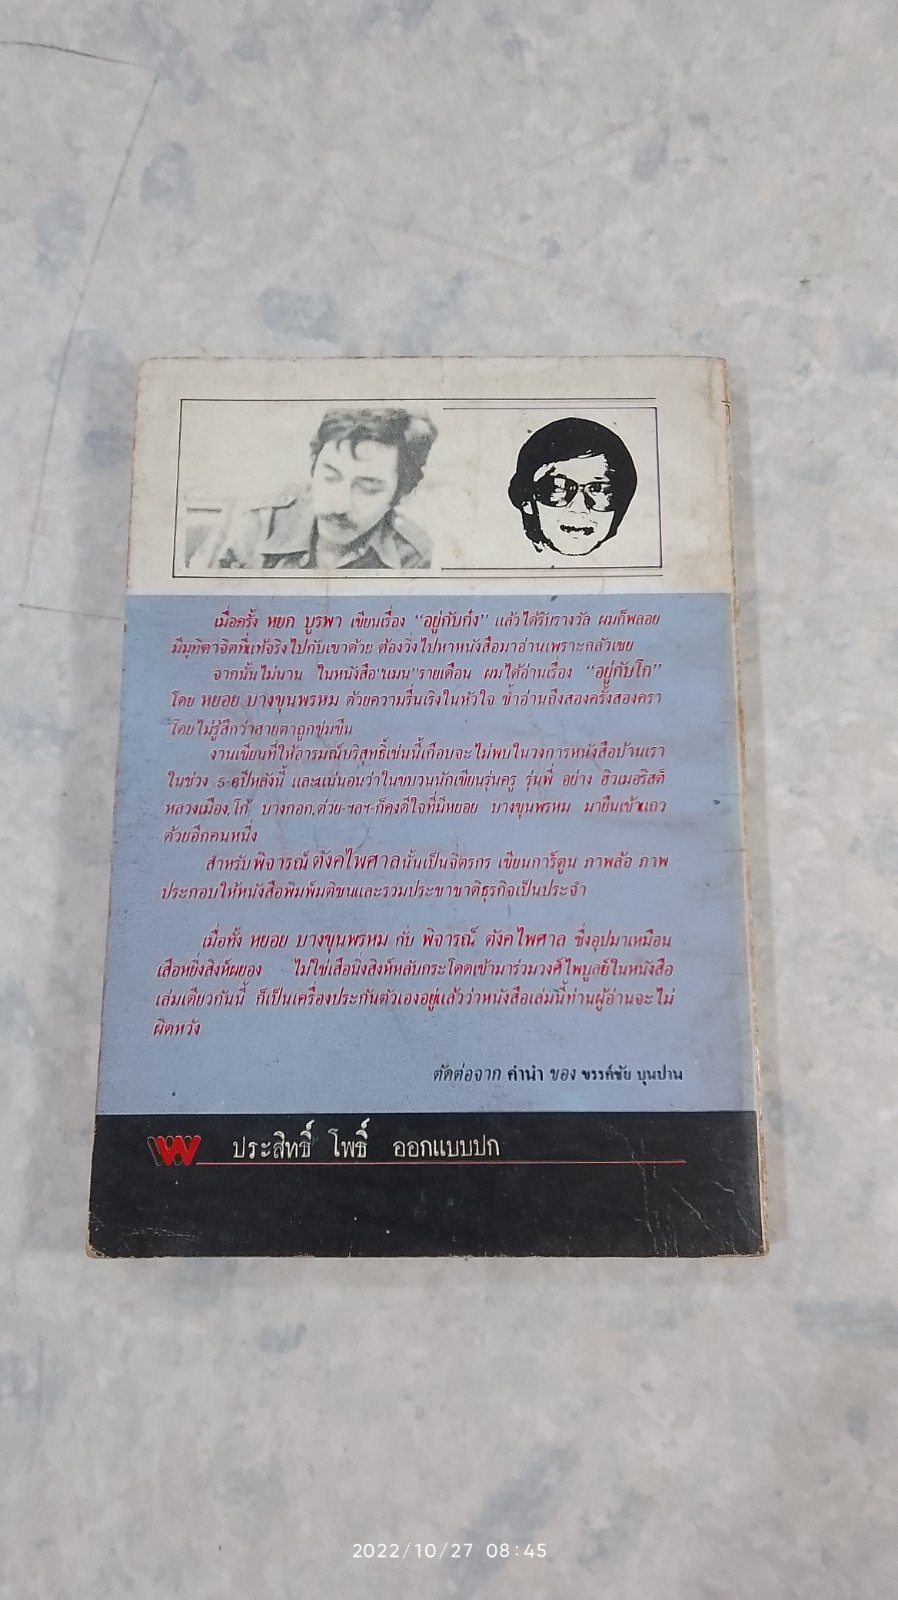 เมื่อครั้ง หยก บูรพา เขียนเรื่อง “อยู่กับก๋ง” แล้วได้รับรางวัล ผมก็พลอย
มีมุทิตาจิตที่แท้จริงไปกับเขาด้วย ต้องวิ่งไปหาหนังสือมาอ่านเพราะกลัวเชย
จากนั้นไม่นาน ในหนังสือ“แมน”รายเดือน ผมได้อ่านเรื่อง “อยู่กับโก”
โดย หยอย บางขุนพรหม ด้วยความรื่นเริงในหัวใจ ซ้ำอ่านถึงสองครั้งสองครา
โดยไม่รู้สึกว่าสายตาถูกข่มขืน
งานเขียนที่ให้อารมณ์บริสุทธิ์เช่นนี้เกือบจะไม่พบในวงการหนังสือบ้านเรา
ในช่วง 5-6ปีหลังนี้ และแน่นอนว่าในขบวนนักเขียนรุ่นครู รุ่นพี่ อย่าง ฮิวเมอริสต์
หลวงเมือง,โก้ บางกอก,ต่วย-ฯลฯ-ก็คงดีใจที่มีหยอย บางขุนพรหม มายืนเข้าแถว
ด้วยอีกคนหนึ่ง
สำหรับพิจารณ์ ตังคไพศาลนั้นเป็นจิตรกร เขียนการ์ตูน ภาพล้อ ภาพ
ประกอบให้หนังสือพิมพ์มติชนและรวมประชาชาติธุรกิจเป็นประจำ
เมื่อทั้ง หยอย บางขุนพรหม กับ พิจารณ์ ตังคไพศาล ซึ่งอุปมาเหมือน
เสือหยิ่งสิงห์ผยอง ไม่ใช่เสือนิ่งสิงห์หลับกระโดดเข้ามาร่วมวงศ์ไพบูลย์ในหนังสือ
เล่มเดียวกันนี้ ก็เป็นเครื่องประกันตัวเองอยู่แล้วว่าหนังสือเล่มนี้ท่านผู้อ่านจะไม่
ผิดหวัง
ตัดต่อจาก คำนำ ของ ขรรค์ชัย บุนปาน
ประสิทธิ์ โพธิ์ ออกแบบปก
2022/10/27 08:45